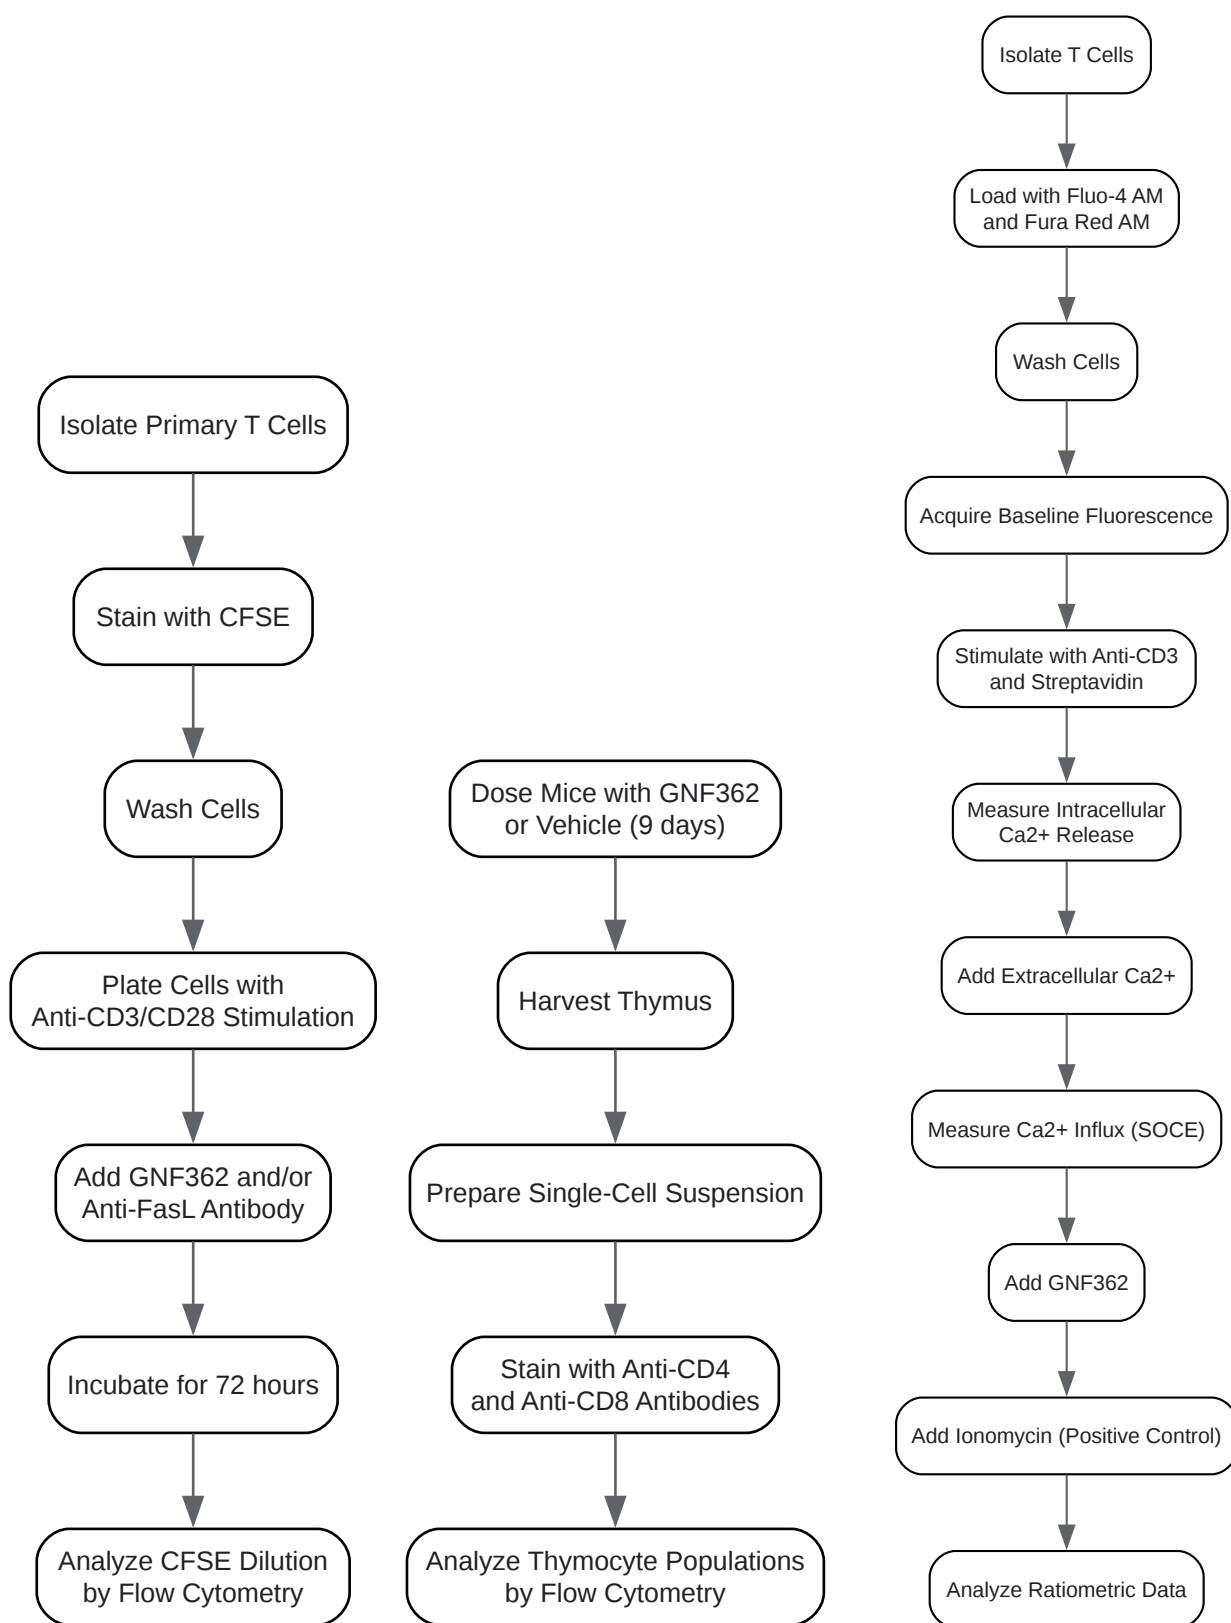 Isolate Primary T Cells
Stain with CFSE
Wash Cells
Plate Cells with
Anti-CD3/CD28 Stimulation
Add GNF362 and/or
Anti-FasL Antibody
Incubate for 72 hours
Analyze CFSE Dilution
by Flow Cytometry
Dose Mice with GNF362
or Vehicle (9 days)
Harvest Thymus
Prepare Single-Cell Suspension
Stain with Anti-CD4
and Anti-CD8 Antibodies
Analyze Thymocyte Populations
by Flow Cytometry
Isolate T Cells
Load with Fluo-4 AM
and Fura Red AM
Wash Cells
Acquire Baseline Fluorescence
Stimulate with Anti-CD3
and Streptavidin
Measure Intracellular
Ca2+ Release
Add Extracellular Ca2+
Measure Ca2+ Influx (SOCE)
Add GNF362
Add Ionomycin (Positive Control)
Analyze Ratiometric Data